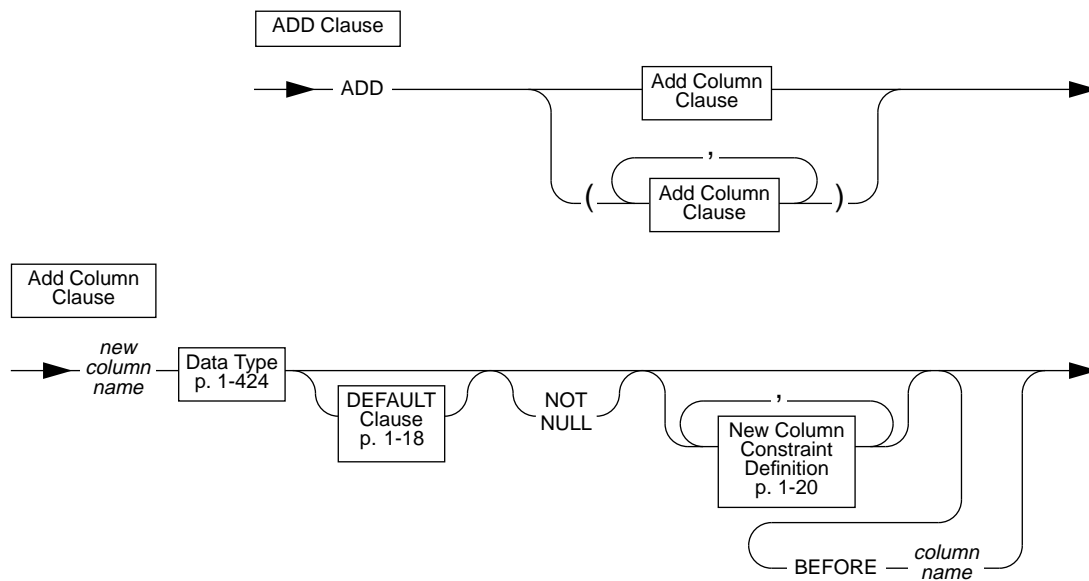 ADD Clause
ADD
Add Column
Clause
,
(
Add Column
Clause
)
Add Column
Clause
new
column
name
Data Type
p. 1-424
DEFAULT
Clause
p. 1-18
NOT
NULL
,
New Column
Constraint
Definition
p. 1-20
BEFORE
column
name